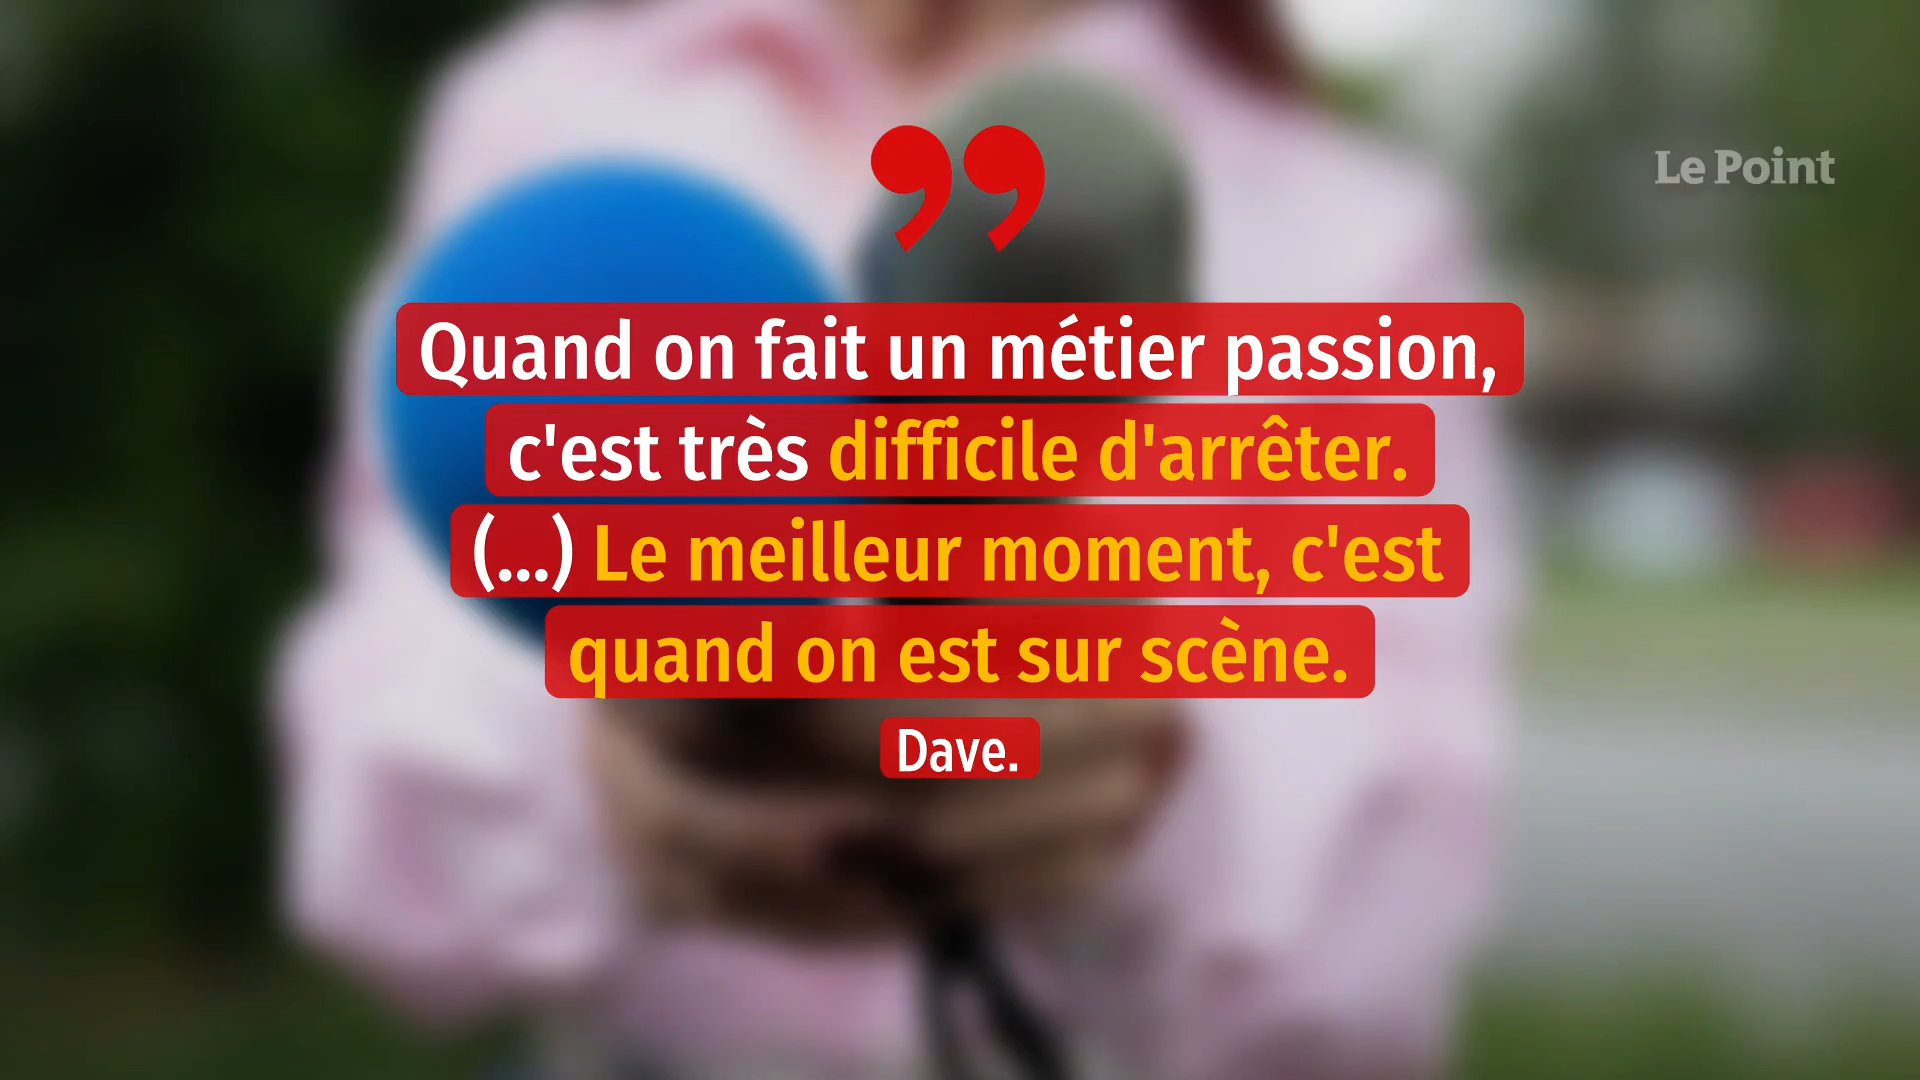 Le Point
Quand on fait un métier passion,
c'est très difficile d'arrêter.
(...) Le meilleur moment, c'est
quand on est sur scène.
Dave.